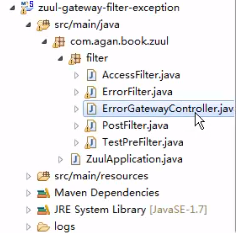 zuul-gateway-filter-exception
src/main/java
com.agan.book.zuul
filter
AccessFilter.java
ErrorFilter.java
ErrorGatewayController.jav
PostFilter.java
TestPreFilter.java
ZuulApplication.java
src/main/resources
Maven Dependencies
JRE System Library [JavaSE-1.7]
logs